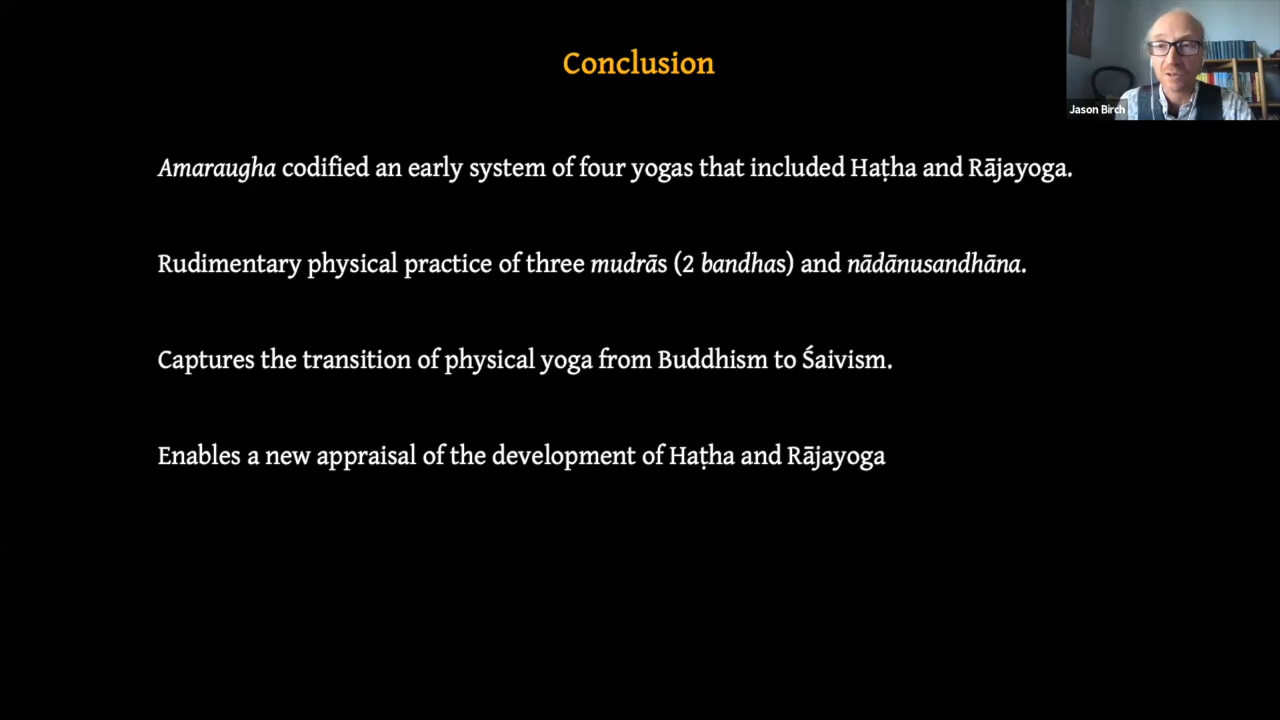 Conclusion
Jason Birch
Amaraugha codified an early system of four yogas that included Haṭha and Rājayoga.
Rudimentary physical practice of three mudrās (2 bandhas) and nādānusandhāna.
Captures the transition of physical yoga from Buddhism to Śaivism.
Enables a new appraisal of the development of Haṭha and Rājayoga